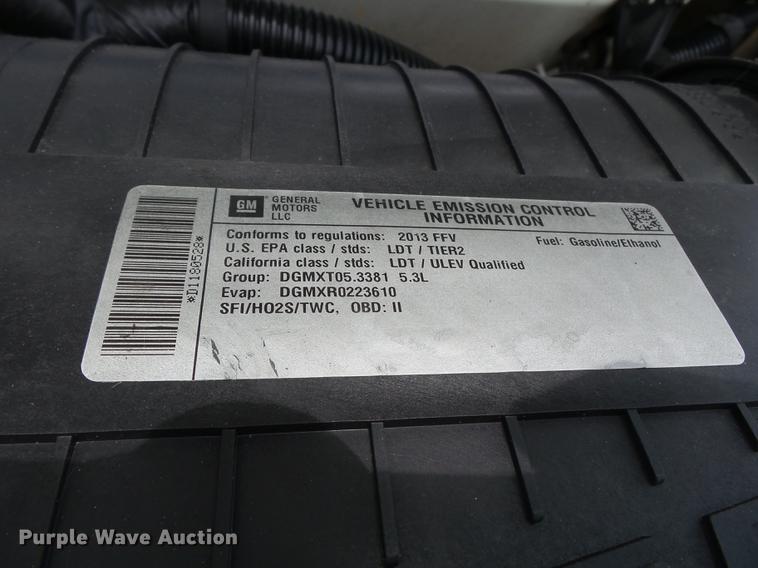 *D1180528*
GM
GENERAL
MOTORS
LLC
VEHICLE EMISSION CONTROL
INFORMATION
Conforms to regulations: 2013 FFV
Fuel: Gasoline/Ethanol
U.S. EPA class / stds: LDT / TIER2
California class / stds: LDT / ULEV Qualified
Group: DGMXT05.3381 5.3L
Evap: DGMXR0223610
SFI/HO2S/TWC, OBD: II
Purple Wave Auction